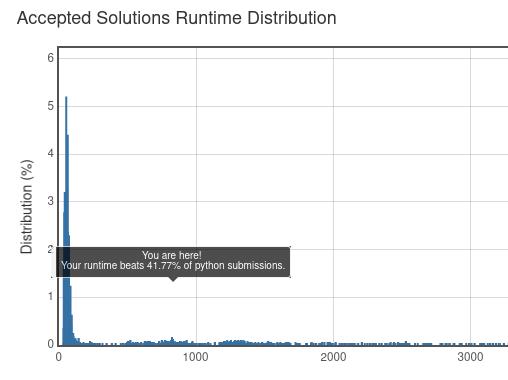 Accepted Solutions Runtime Distribution
6
5
4
3
2
1
0
Distribution (%)
You are here!
Your runtime beats 41.77% of python submissions.
0
1000
2000
3000